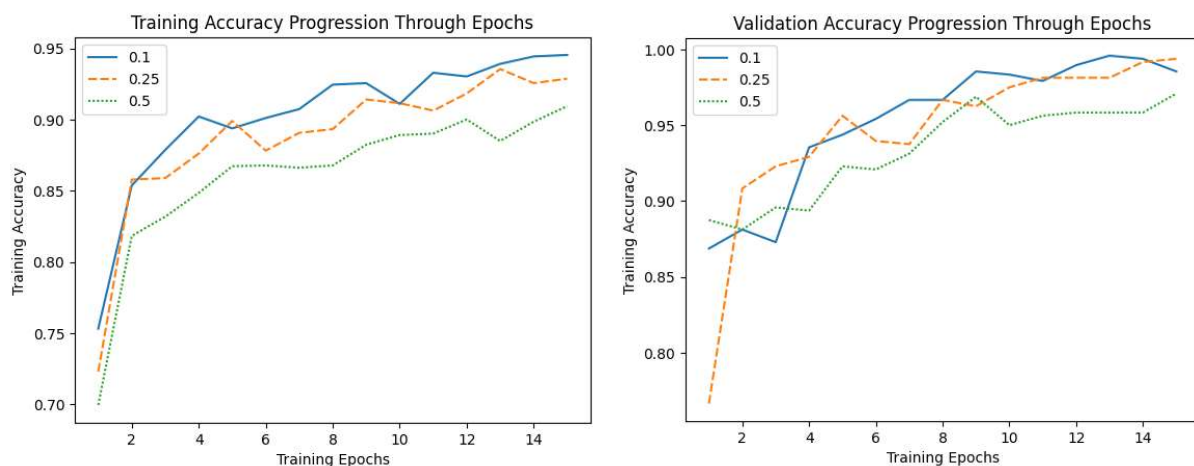 Training Accuracy Progression Through Epochs
0.95
0.90
0.85
0.80
0.75
0.70
Training Accuracy
0.1
0.25
0.5
2 4 6 8 10 12 14
Training Epochs
Validation Accuracy Progression Through Epochs
1.00
0.95
0.90
0.85
0.80
Training Accuracy
0.1
0.25
0.5
2 4 6 8 10 12 14
Training Epochs